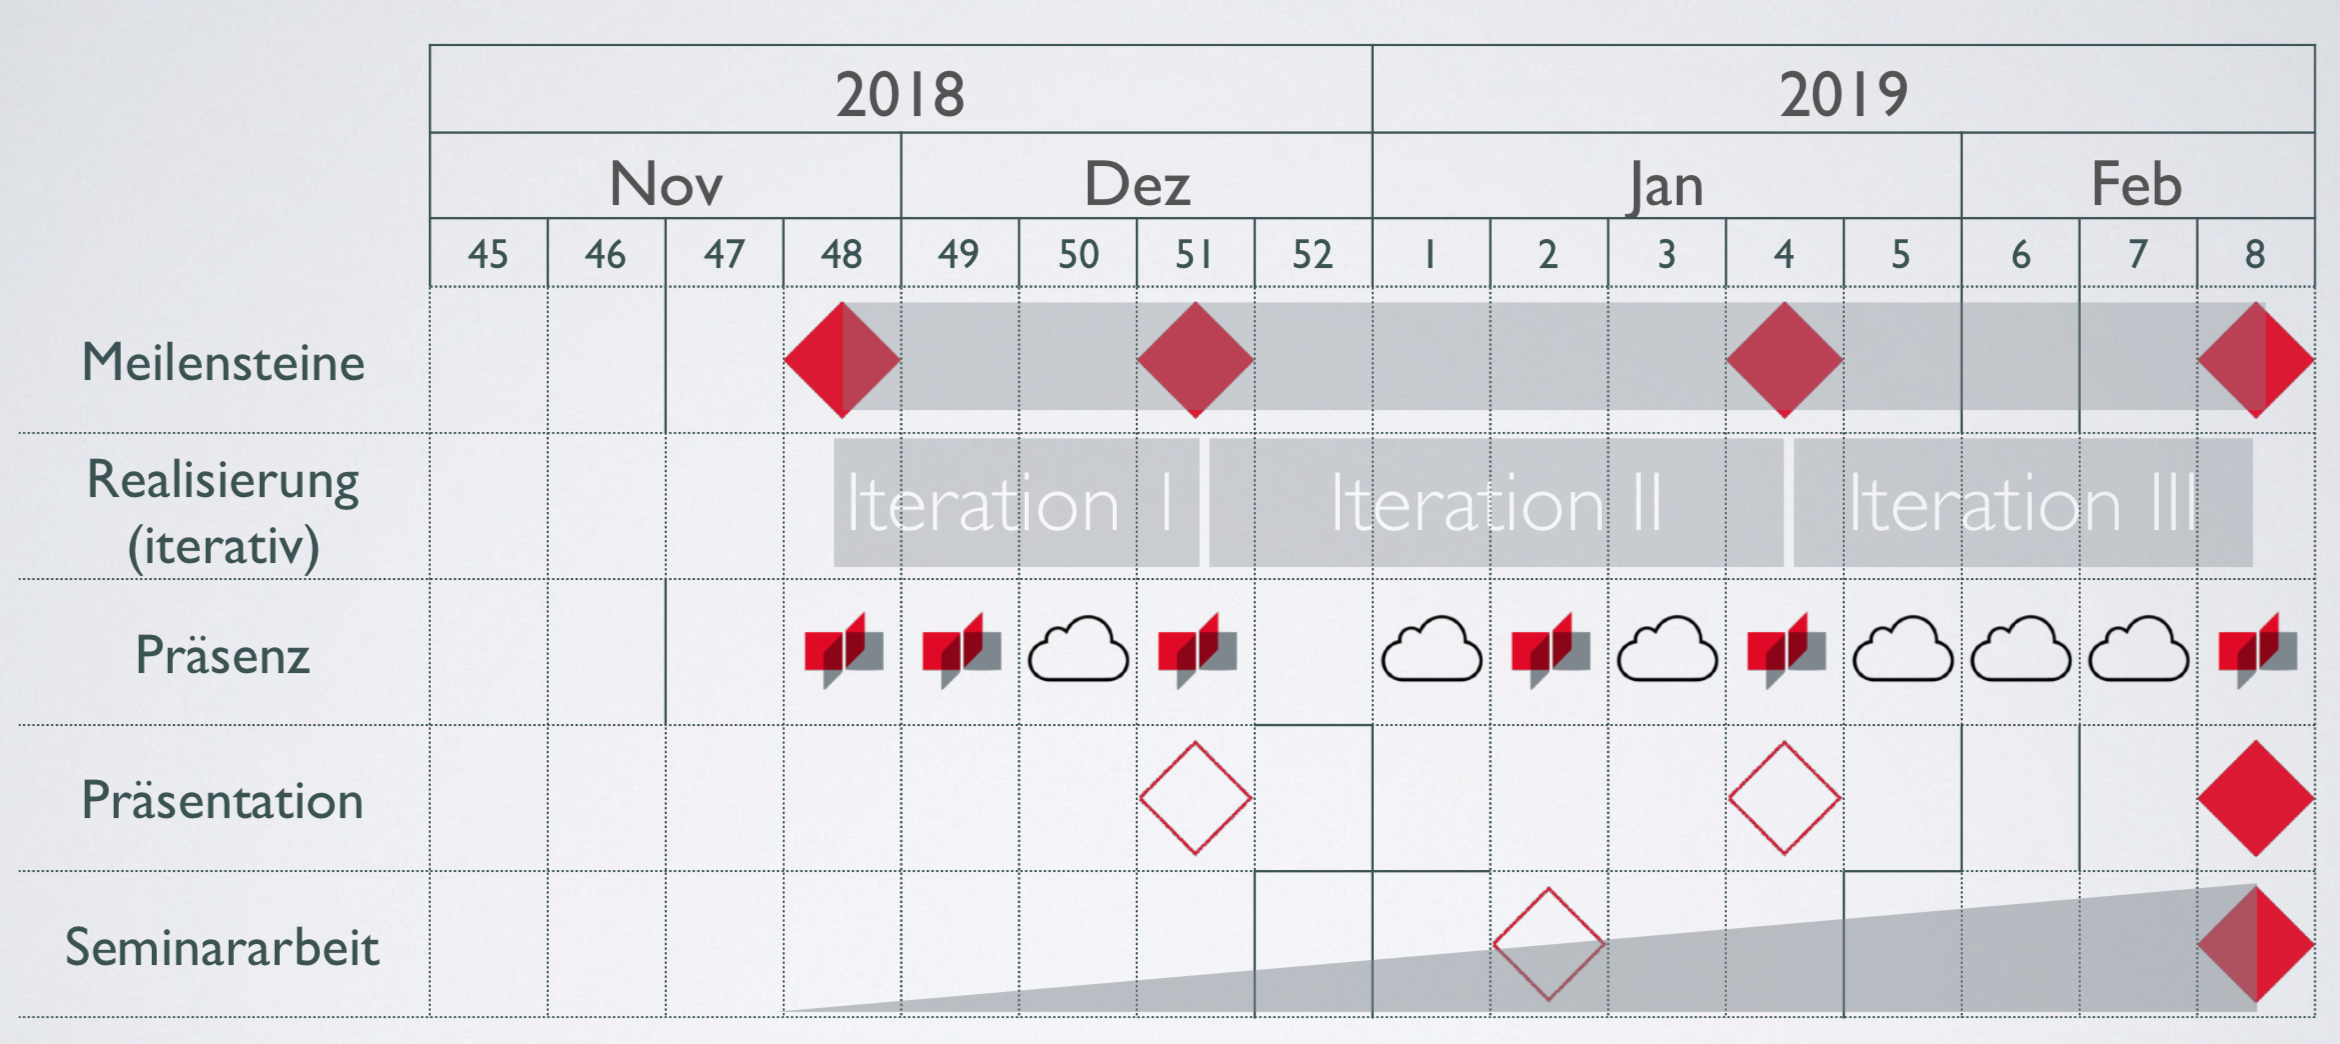 2018 2019
Nov Dez Jan Feb
45 46 47 48 49 50 51 52 1 2 3 4 5 6 7 8
Meilensteine
Realisierung
(iterativ)
Iteration I Iteration II Iteration III
Präsenz
Präsentation
Seminararbeit